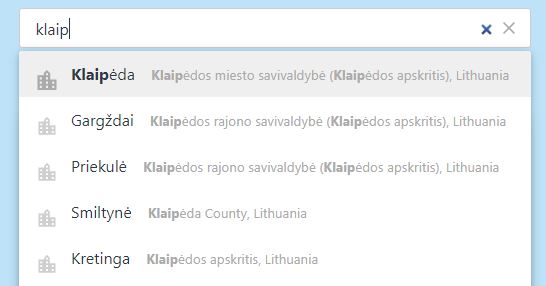 klaip
Klaipėda Klaipėdos miesto savivaldybė (Klaipėdos apskritis), Lithuania
Gargždai Klaipėdos rajono savivaldybė (Klaipėdos apskritis), Lithuania
Priekulė Klaipėdos rajono savivaldybė (Klaipėdos apskritis), Lithuania
Smiltynė Klaipėda County, Lithuania
Kretinga Klaipėdos apskritis, Lithuania